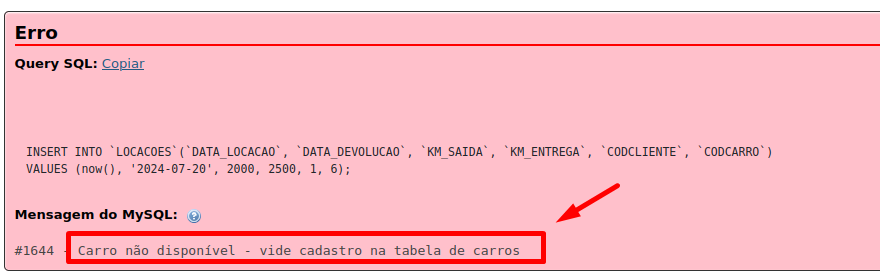 Erro
Query SQL: Copiar
INSERT INTO `LOCACOES`(`DATA_LOCACAO`, `DATA_DEVOLUCAO`, `KM_SAIDA`, `KM_ENTREGA`, `CODCLIENTE`, `CODCARRO`)
VALUES (now(), '2024-07-20', 2000, 2500, 1, 6);
Mensagem do MySQL:
#1644 - Carro não disponível - vide cadastro na tabela de carros